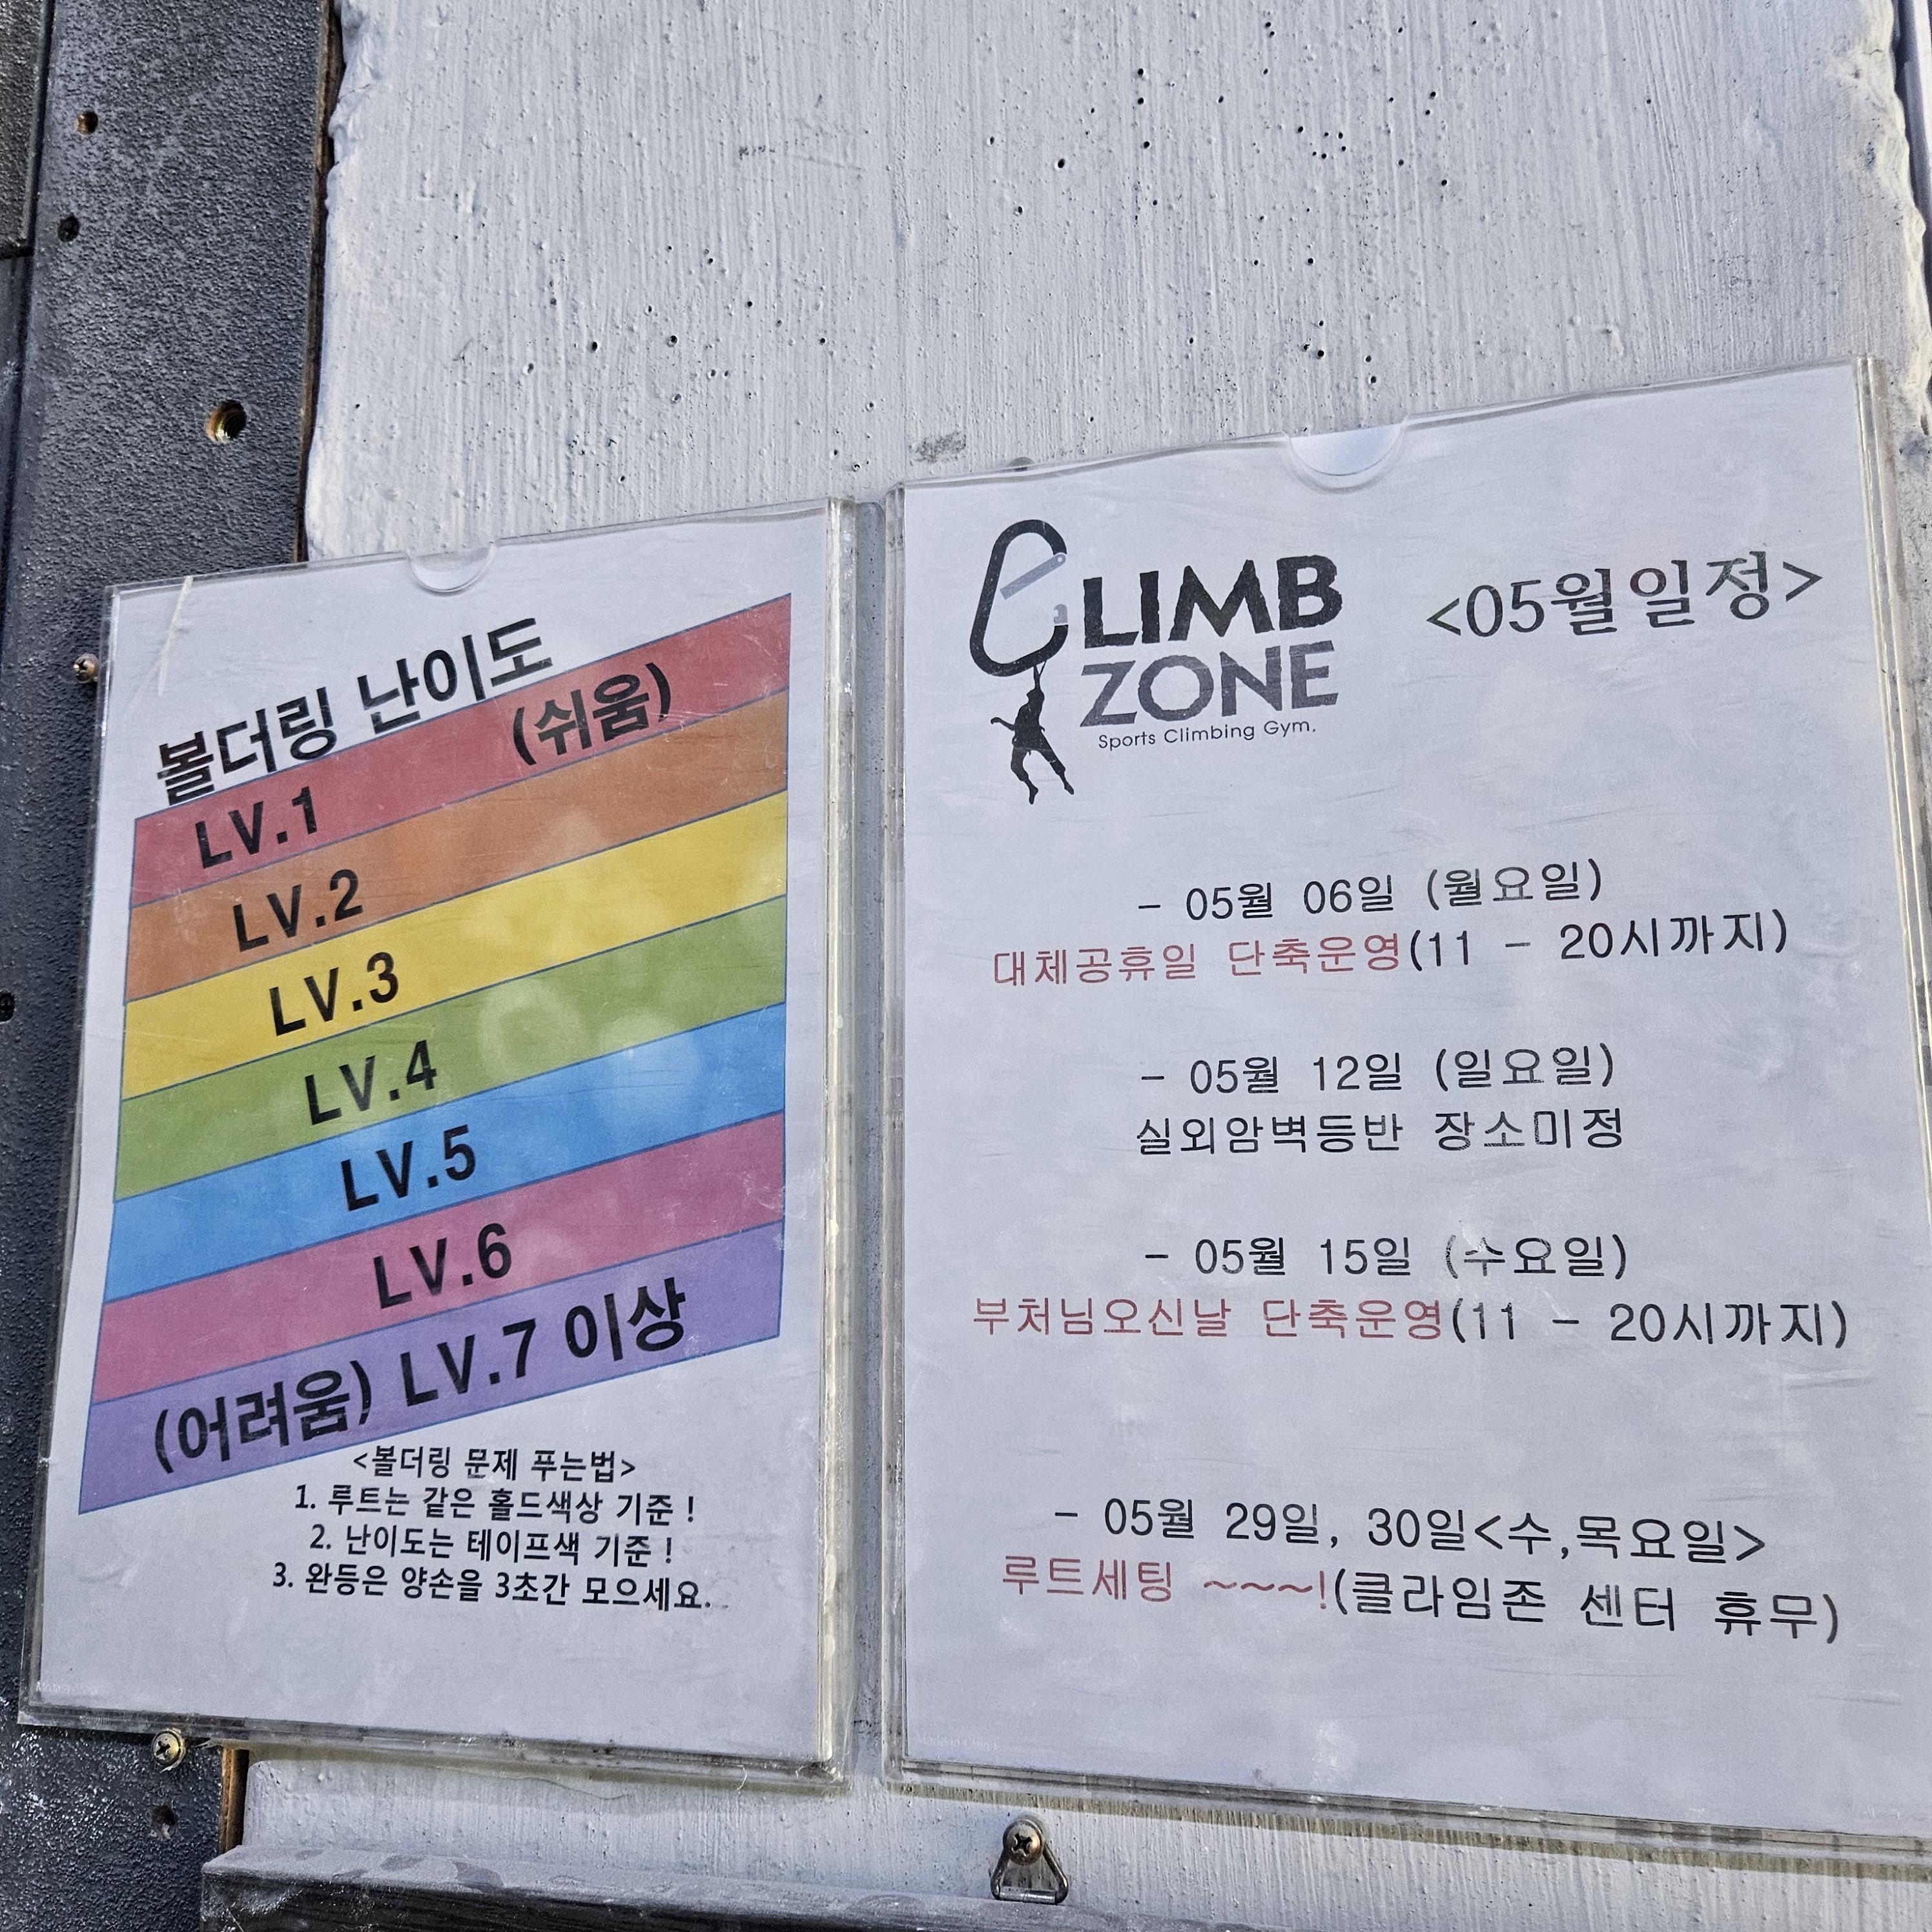 볼더링 난이도
(쉬움)
LV.1
LV.2
LV.3
LV.4
LV.5
LV.6
(어려움) LV.7 이상
<볼더링 문제 푸는법>
1. 루트는 같은 홀드색상 기준 !
2. 난이도는 테이프색 기준 !
3. 완등은 양손을 3초간 모으세요.
CLIMB
ZONE
Sports Climbing Gym.
<05월일정>
- 05월 06일 (월요일)
대체공휴일 단축운영(11 - 20시까지)
- 05월 12일 (일요일)
실외암벽등반 장소미정
- 05월 15일 (수요일)
부처님오신날 단축운영(11 - 20시까지)
- 05월 29일, 30일<수,목요일>
루트세팅 ~~~!(클라임존 센터 휴무)